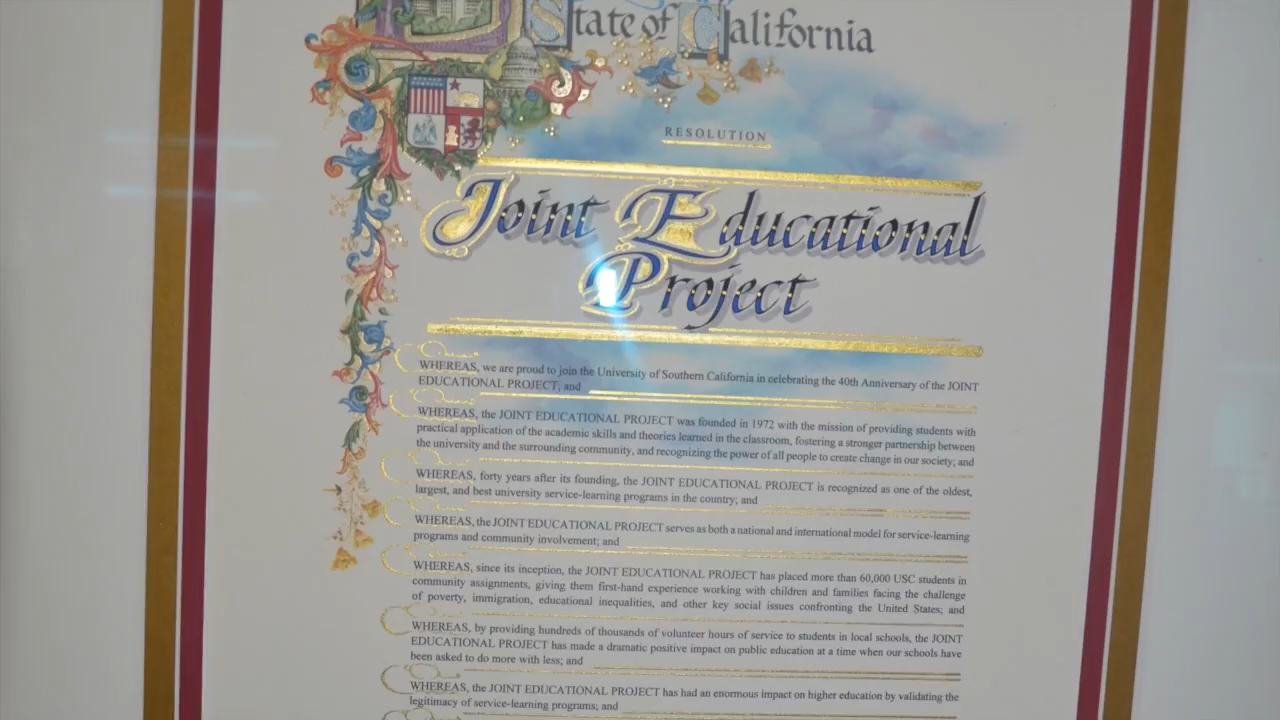 State of California
RESOLUTION
Joint Educational
Project
WHEREAS, we are proud to join the University of Southern California in celebrating the 40th Anniversary of the JOINT
EDUCATIONAL PROJECT; and
WHEREAS, the JOINT EDUCATIONAL PROJECT was founded in 1972 with the mission of providing students with
practical application of the academic skills and theories learned in the classroom, fostering a stronger partnership between
the university and the surrounding community, and recognizing the power of all people to create change in our society; and
WHEREAS, forty years after its founding, the JOINT EDUCATIONAL PROJECT is recognized as one of the oldest,
largest, and best university service-learning programs in the country; and
WHEREAS, the JOINT EDUCATIONAL PROJECT serves as both a national and international model for service-learning
programs and community involvement; and
WHEREAS, since its inception, the JOINT EDUCATIONAL PROJECT has placed more than 60,000 USC students in
community assignments, giving them first-hand experience working with children and families facing the challenge
of poverty, immigration, educational inequalities, and other key social issues confronting the United States; and
WHEREAS, by providing hundreds of thousands of volunteer hours of service to students in local schools, the JOINT
EDUCATIONAL PROJECT has made a dramatic positive impact on public education at a time when our schools have
been asked to do more with less; and
WHEREAS, the JOINT EDUCATIONAL PROJECT has had an enormous impact on higher education by validating the
legitimacy of service-learning programs; and